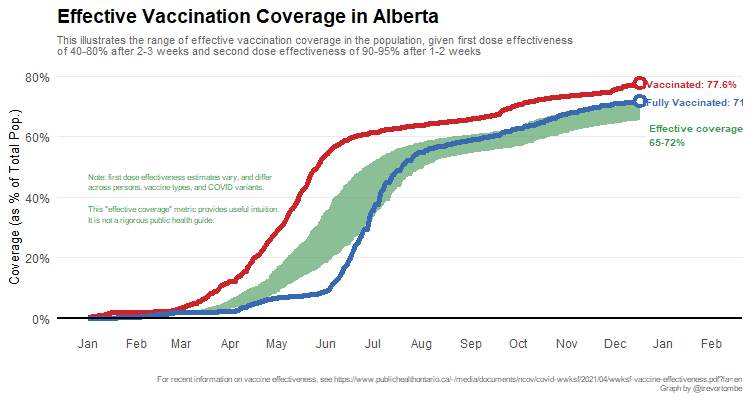 Effective Vaccination Coverage in Alberta
This illustrates the range of effective vaccination coverage in the population, given first dose effectiveness
of 40-80% after 2-3 weeks and second dose effectiveness of 90-95% after 1-2 weeks
Coverage (as % of Total Pop.)
80%
60%
40%
20%
0%
Vaccinated: 77.6%
Fully Vaccinated: 71
Effective coverage
65-72%
Note: first dose effectiveness estimates vary, and differ
across persons, vaccine types, and COVID variants.
This "effective coverage" metric provides useful intuition.
It is not a rigorous public health guide.
Jan Feb Mar Apr May Jun Jul Aug Sep Oct Nov Dec Jan Feb
For recent information on vaccine effectiveness, see https://www.publichealthontario.ca/-/media/documents/ncov/covid-wwksf/2021/04/wwksf-vaccine-effectiveness.pdf?la=en
Graph by @trevortombe